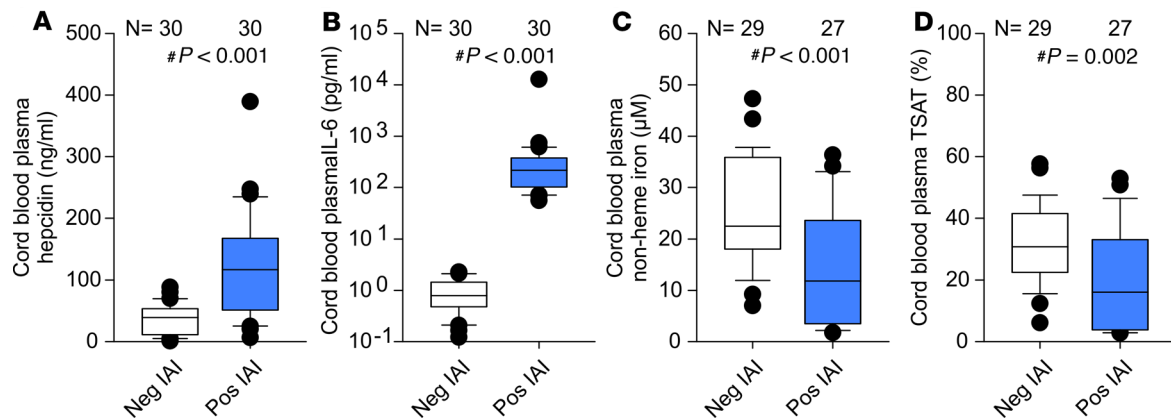 A
N= 30 30
#P < 0.001
Cord blood plasma
hepcidin (ng/ml)
500
400
300
200
100
0
Neg IAI
Pos IAI
B
30 30
#P < 0.001
Cord blood plasmaIL-6 (pg/ml)
10^5
10^4
10^3
10^2
10^1
10^0
10^-1
Neg IAI
Pos IAI
C
N= 29 27
#P < 0.001
Cord blood plasma
non-heme iron (μM)
60
50
40
30
20
10
0
Neg IAI
Pos IAI
D
N= 29 27
#P = 0.002
Cord blood plasma TSAT (%)
100
80
60
40
20
0
Neg IAI
Pos IAI